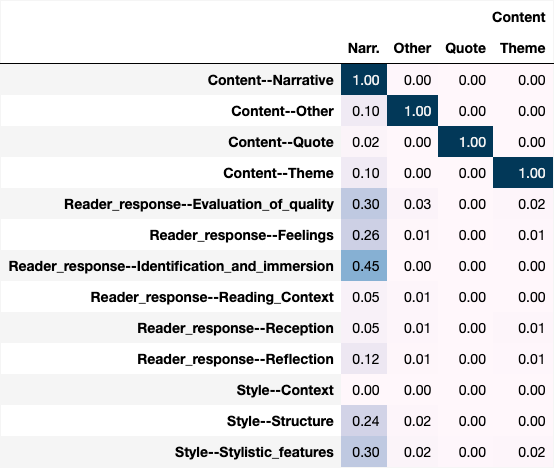 Content
Narr. Other Quote Theme
Content--Narrative 1.00 0.00 0.00 0.00
Content--Other 0.10 1.00 0.00 0.00
Content--Quote 0.02 0.00 1.00 0.00
Content--Theme 0.10 0.00 0.00 1.00
Reader_response--Evaluation_of_quality 0.30 0.03 0.00 0.02
Reader_response--Feelings 0.26 0.01 0.00 0.01
Reader_response--Identification_and_immersion 0.45 0.00 0.00 0.00
Reader_response--Reading_Context 0.05 0.01 0.00 0.00
Reader_response--Reception 0.05 0.01 0.00 0.01
Reader_response--Reflection 0.12 0.01 0.00 0.01
Style--Context 0.00 0.00 0.00 0.00
Style--Structure 0.24 0.02 0.00 0.00
Style--Stylistic_features 0.30 0.02 0.00 0.02